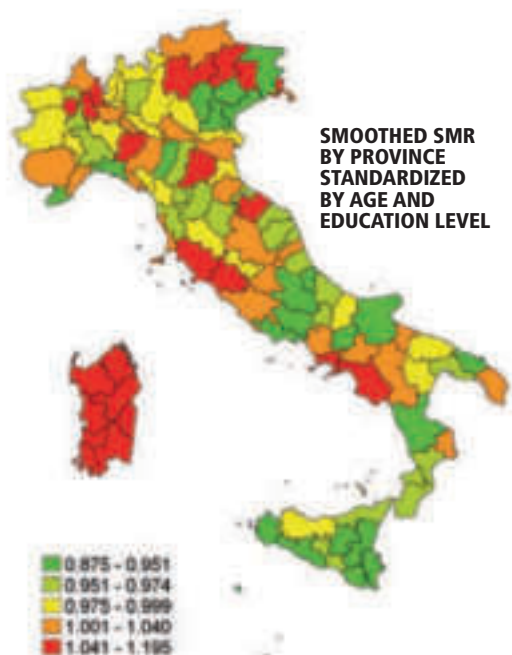 SMOOTHED SMR
BY PROVINCE
STANDARDIZED
BY AGE AND
EDUCATION LEVEL
0.875 - 0.951
0.951 - 0.974
0.975 - 0.999
1.001 - 1.040
1.041 - 1.195